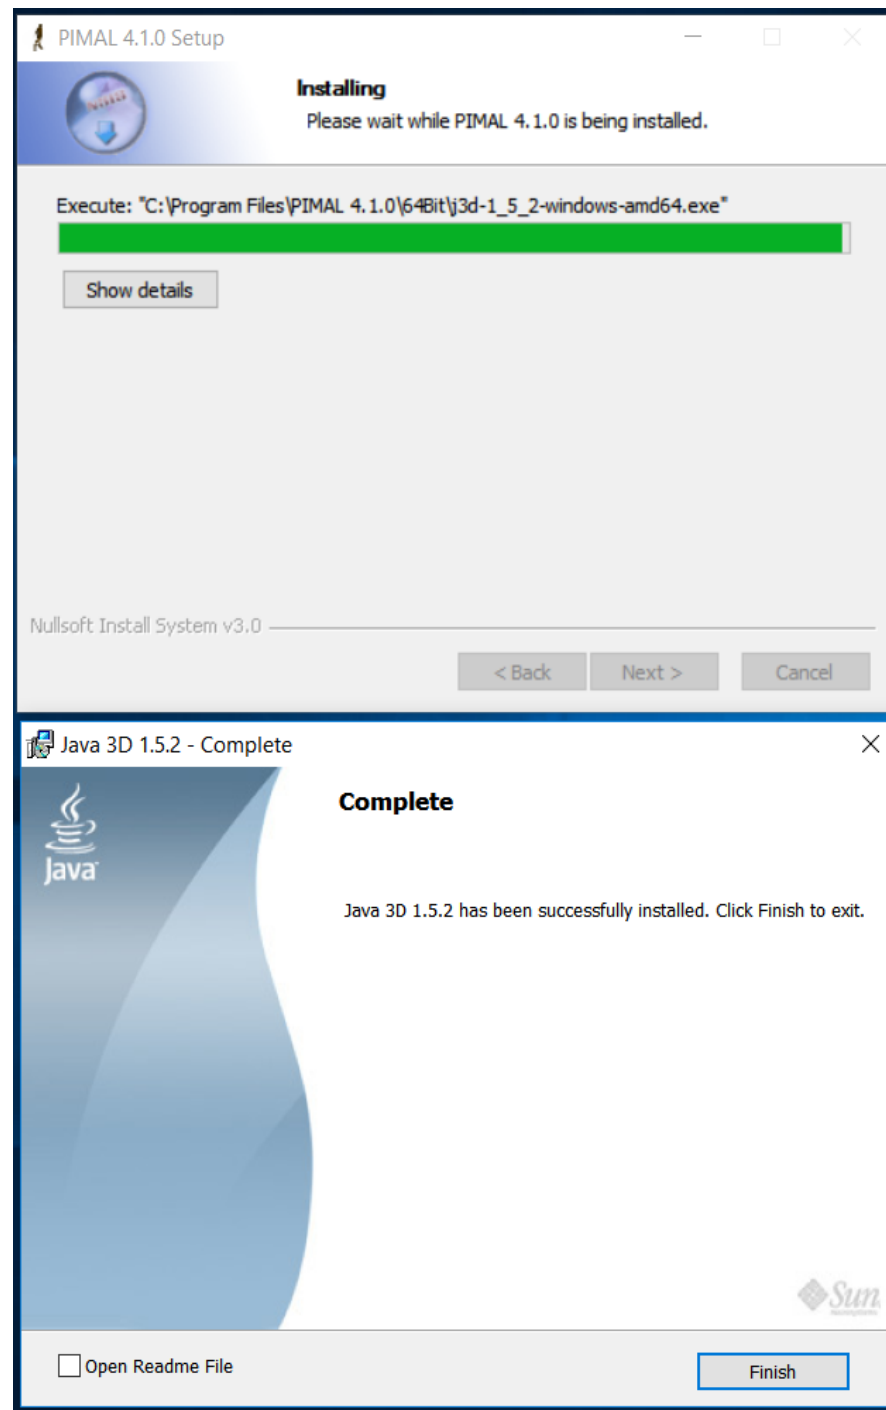 PIMAL 4.1.0 Setup
Installing
Please wait while PIMAL 4.1.0 is being installed.
Execute: "C:\Program Files\PIMAL 4.1.0\64Bit\j3d-1_5_2-windows-amd64.exe"
Show details
Nullsoft Install System v3.0
< Back
Next >
Cancel
Java 3D 1.5.2 - Complete
Java
Complete
Java 3D 1.5.2 has been successfully installed. Click Finish to exit.
Sun
Open Readme File
Finish